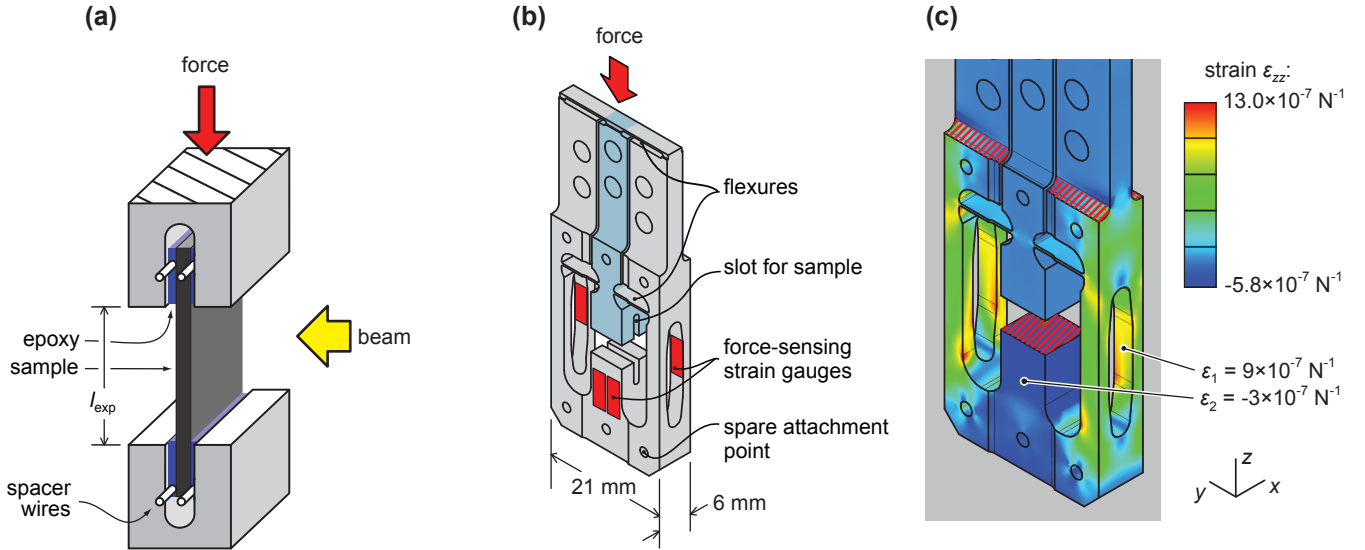 (a)
force
epoxy
sample
l_exp
spacer
wires
beam
(b)
force
flexures
slot for sample
force-sensing
strain gauges
spare attachment
point
21 mm
6 mm
(c)
strain ε_zz:
13.0×10⁻⁷ N⁻¹
-5.8×10⁻⁷ N⁻¹
ε₁ = 9×10⁻⁷ N⁻¹
ε₂ = -3×10⁻⁷ N⁻¹
z
y
x